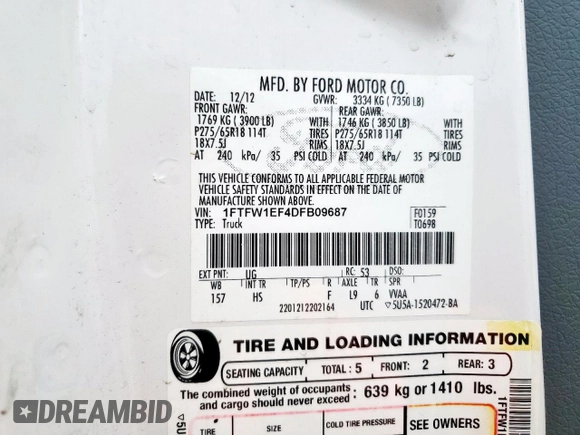 MFD. BY FORD MOTOR CO.
DATE: 12/12 GVWR: 3334 KG ( 7350 LB)
FRONT GAWR: REAR GAWR:
1769 KG ( 3900 LB) WITH 1746 KG ( 3850 LB) WITH
P275/65R18 114T TIRES P275/65R18 114T TIRES
18X7.5J RIMS 18X7.5J RIMS
AT 240 kPa/ 35 PSI COLD AT 240 kPa/ 35 PSI COLD
THIS VEHICLE CONFORMS TO ALL APPLICABLE FEDERAL MOTOR
VEHICLE SAFETY STANDARDS IN EFFECT ON THE DATE OF
MANUFACTURE SHOWN ABOVE.
VIN: 1FTFW1EF4DFB09687 F0159
TYPE: Truck T0698
EXT PNT: UG RC: 53 DSO:
WB INT TR TP/PS R AXLE TR SPR
157 HS F L9 6 VVAA
2201212202164 UTC ▽5U5A-1520472-BA
TIRE AND LOADING INFORMATION
SEATING CAPACITY TOTAL : 5 FRONT: 2 REAR: 3
The combined weight of occupants and cargo should never exceed : 639 kg or 1410 lbs.
TIRE SIZE COLD TIRE PRESSURE SEE OWNERS
DREAMBID